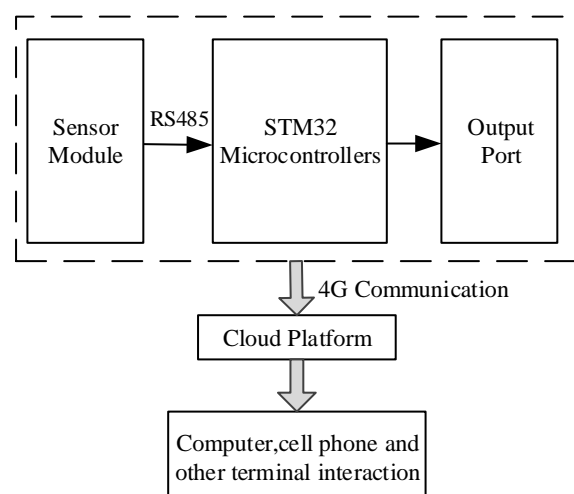 Sensor
Module
RS485
STM32
Microcontrollers
Output
Port
4G Communication
Cloud Platform
Computer,cell phone and
other terminal interaction